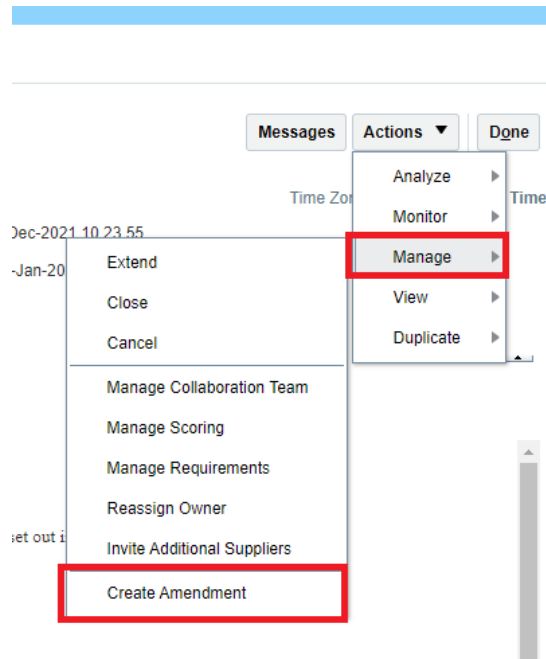 Messages
Actions ▼
Done
Analyze
Time Zo
Time
Monitor
Dec-2021 10 23 55
Manage
-Jan-20
Extend
Close
View
Cancel
Duplicate
Manage Collaboration Team
Manage Scoring
Manage Requirements
Reassign Owner
set out i
Invite Additional Suppliers
Create Amendment